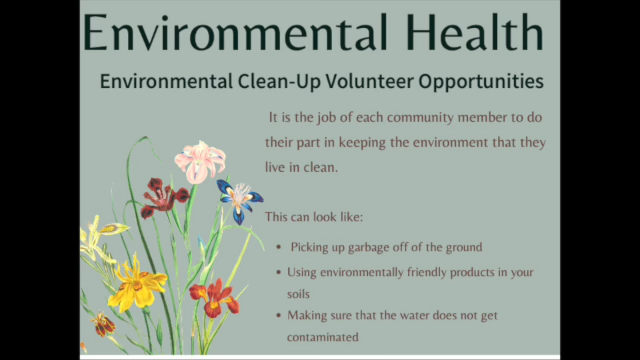 Environmental Health
Environmental Clean-Up Volunteer Opportunities
It is the job of each community member to do
their part in keeping the environment that they
live in clean.
This can look like:
• Picking up garbage off of the ground
• Using environmentally friendly products in your
soils
• Making sure that the water does not get
contaminated